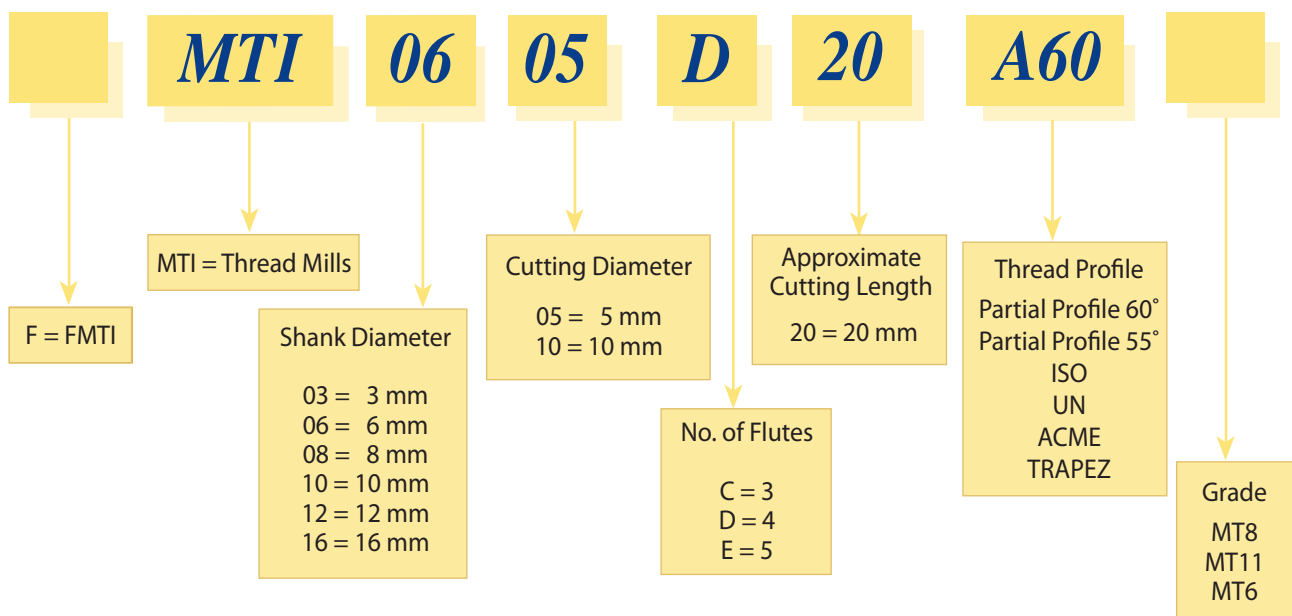 MTI 06 05 D 20 A60
F = FMTI
MTI = Thread Mills
Shank Diameter
03 = 3 mm
06 = 6 mm
08 = 8 mm
10 = 10 mm
12 = 12 mm
16 = 16 mm
Cutting Diameter
05 = 5 mm
10 = 10 mm
No. of Flutes
C = 3
D = 4
E = 5
Approximate
Cutting Length
20 = 20 mm
Thread Profile
Partial Profile 60°
Partial Profile 55°
ISO
UN
ACME
TRAPEZ
Grade
MT8
MT11
MT6